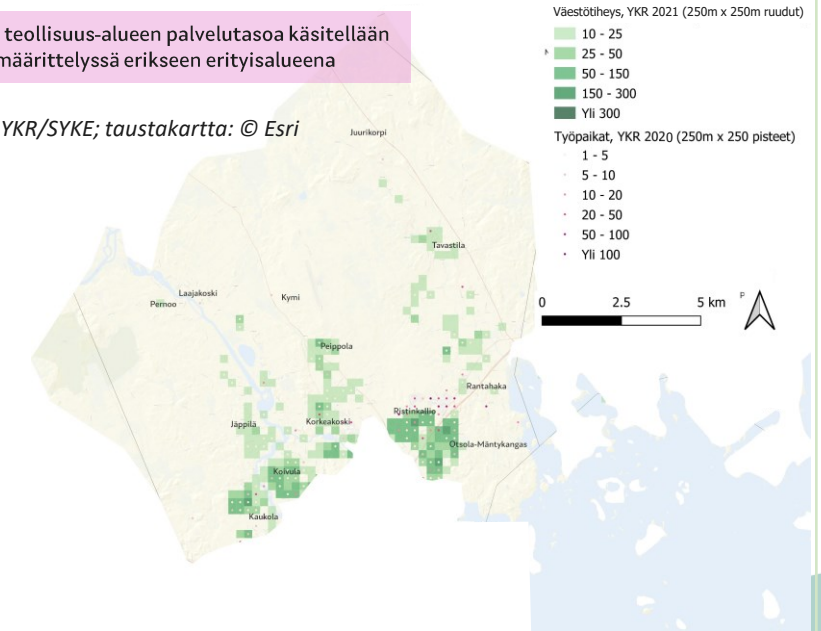 teollisuus-alueen palvelutasoa käsitellään
määrittelyssä erikseen erityisalueena
YKR/SYKE; taustakartta: © Esri
Väestötiheys, YKR 2021 (250m x 250m ruudut)
10 - 25
25 - 50
50 - 150
150 - 300
Yli 300
Työpaikat, YKR 2020 (250m x 250 pisteet)
1 - 5
5 - 10
10 - 20
20 - 50
50 - 100
Yli 100
0 2.5 5 km
P
Juurikorpi
Tavastila
Laajakoski
Kymi
Pernoo
Peippola
Rantahaka
Ristinkallio
Jäppilä
Korkeakoski
Otsola-Mäntykangas
Koivula
Kaukola